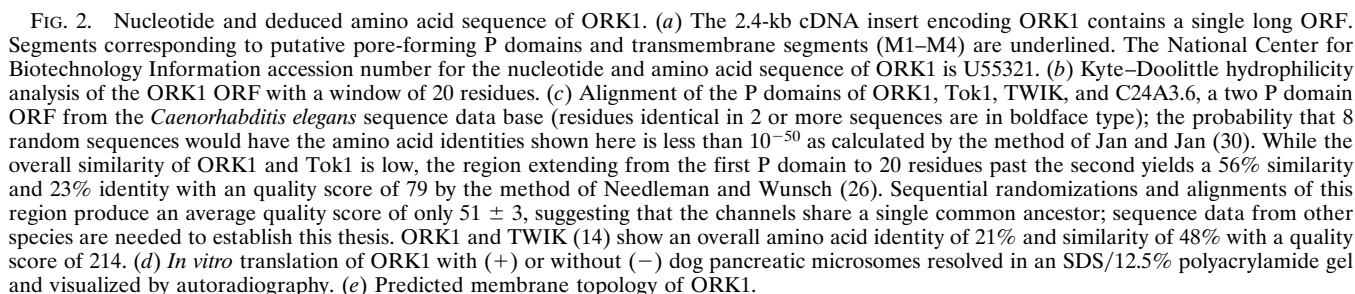 FIG. 2. Nucleotide and deduced amino acid sequence of ORK1. (a) The 2.4-kb cDNA insert encoding ORK1 contains a single long ORF.
Segments corresponding to putative pore-forming P domains and transmembrane segments (M1–M4) are underlined. The National Center for
Biotechnology Information accession number for the nucleotide and amino acid sequence of ORK1 is U55321. (b) Kyte–Doolittle hydrophilicity
analysis of the ORK1 ORF with a window of 20 residues. (c) Alignment of the P domains of ORK1, Tok1, TWIK, and C24A3.6, a two P domain
ORF from the Caenorhabditis elegans sequence data base (residues identical in 2 or more sequences are in boldface type); the probability that 8
random sequences would have the amino acid identities shown here is less than 10⁻⁵⁰ as calculated by the method of Jan and Jan (30). While the
overall similarity of ORK1 and Tok1 is low, the region extending from the first P domain to 20 residues past the second yields a 56% similarity
and 23% identity with an quality score of 79 by the method of Needleman and Wunsch (26). Sequential randomizations and alignments of this
region produce an average quality score of only 51 ± 3, suggesting that the channels share a single common ancestor; sequence data from other
species are needed to establish this thesis. ORK1 and TWIK (14) show an overall amino acid identity of 21% and similarity of 48% with a quality
score of 214. (d) In vitro translation of ORK1 with (+) or without (−) dog pancreatic microsomes resolved in an SDS/12.5% polyacrylamide gel
and visualized by autoradiography. (e) Predicted membrane topology of ORK1.